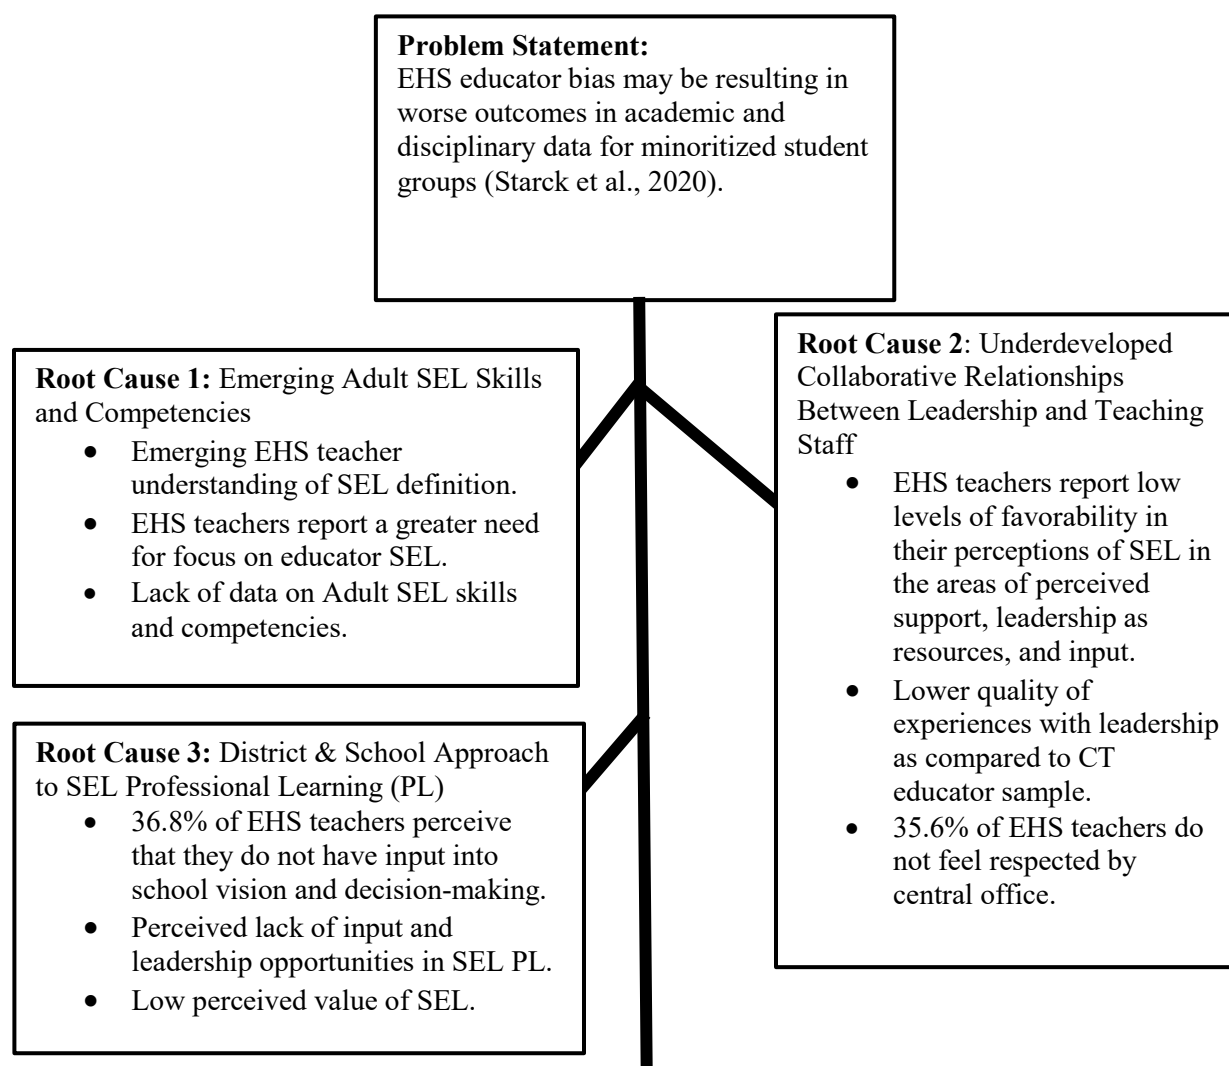 Problem Statement:
EHS educator bias may be resulting in
worse outcomes in academic and
disciplinary data for minoritized student
groups (Starck et al., 2020).
Root Cause 1: Emerging Adult SEL Skills
and Competencies
• Emerging EHS teacher
understanding of SEL definition.
• EHS teachers report a greater need
for focus on educator SEL.
• Lack of data on Adult SEL skills
and competencies.
Root Cause 2: Underdeveloped
Collaborative Relationships
Between Leadership and Teaching
Staff
• EHS teachers report low
levels of favorability in
their perceptions of SEL in
the areas of perceived
support, leadership as
resources, and input.
• Lower quality of
experiences with leadership
as compared to CT
educator sample.
• 35.6% of EHS teachers do
not feel respected by
central office.
Root Cause 3: District & School Approach
to SEL Professional Learning (PL)
• 36.8% of EHS teachers perceive
that they do not have input into
school vision and decision-making.
• Perceived lack of input and
leadership opportunities in SEL PL.
• Low perceived value of SEL.